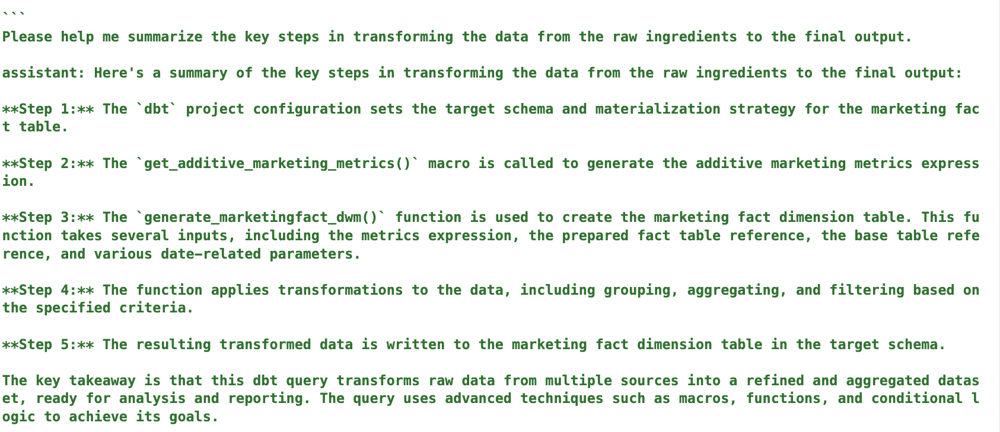 ```
Please help me summarize the key steps in transforming the data from the raw ingredients to the final output.
assistant: Here's a summary of the key steps in transforming the data from the raw ingredients to the final output:
**Step 1:** The `dbt` project configuration sets the target schema and materialization strategy for the marketing fac
t table.
**Step 2:** The `get_additive_marketing_metrics()` macro is called to generate the additive marketing metrics express
ion.
**Step 3:** The `generate_marketingfact_dwm()` function is used to create the marketing fact dimension table. This fu
nction takes several inputs, including the metrics expression, the prepared fact table reference, the base table refe
rence, and various date-related parameters.
**Step 4:** The function applies transformations to the data, including grouping, aggregating, and filtering based on
the specified criteria.
**Step 5:** The resulting transformed data is written to the marketing fact dimension table in the target schema.
The key takeaway is that this dbt query transforms raw data from multiple sources into a refined and aggregated datas
et, ready for analysis and reporting. The query uses advanced techniques such as macros, functions, and conditional l
ogic to achieve its goals.